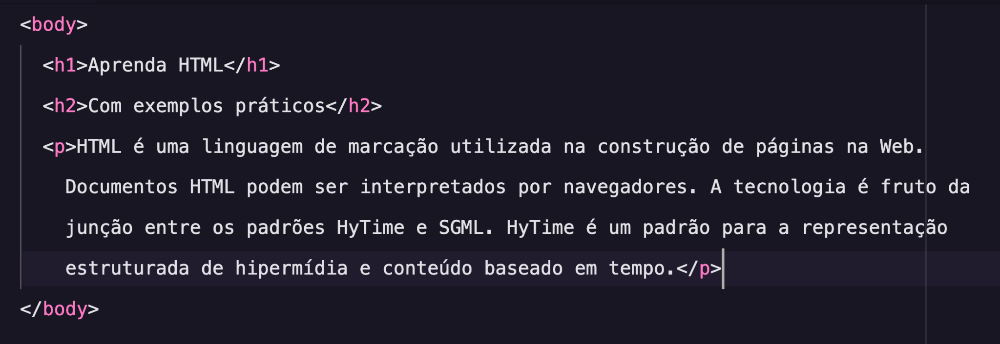 <body>
<h1>Aprenda HTML</h1>
<h2>Com exemplos práticos</h2>
<p>HTML é uma linguagem de marcação utilizada na construção de páginas na Web.
Documentos HTML podem ser interpretados por navegadores. A tecnologia é fruto da
junção entre os padrões HyTime e SGML. HyTime é um padrão para a representação
estruturada de hipermídia e conteúdo baseado em tempo.</p>
</body>